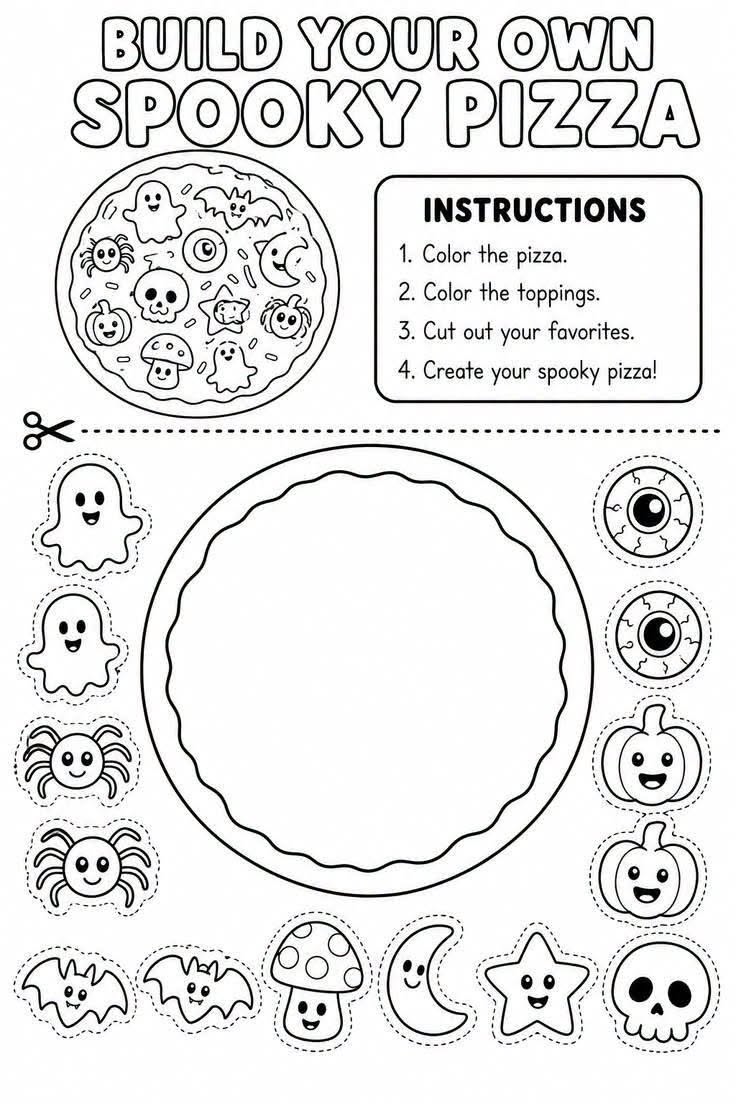 BUILD YOUR OWN
SPOOKY PIZZA
INSTRUCTIONS
1. Color the pizza.
2. Color the toppings.
3. Cut out your favorites.
4. Create your spooky pizza!